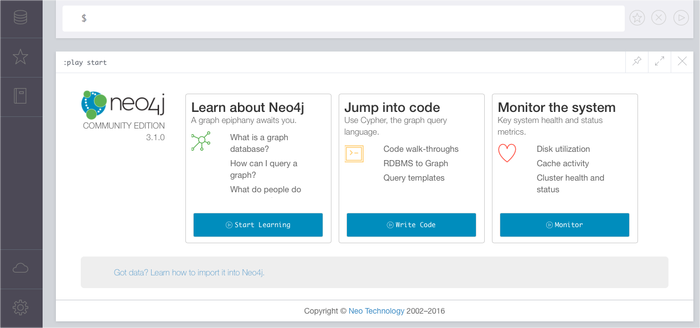 $
:play start
neo4j
COMMUNITY EDITION
3.1.0
Learn about Neo4j
A graph epiphany awaits you.
What is a graph
database?
How can I query a
graph?
What do people do
Start Learning
Jump into code
Use Cypher, the graph query
language.
Code walk-throughs
RDBMS to Graph
Query templates
Write Code
Monitor the system
Key system health and status
metrics.
Disk utilization
Cache activity
Cluster health and
status
Monitor
Got data? Learn how to import it into Neo4j.
Copyright © Neo Technology 2002–2016